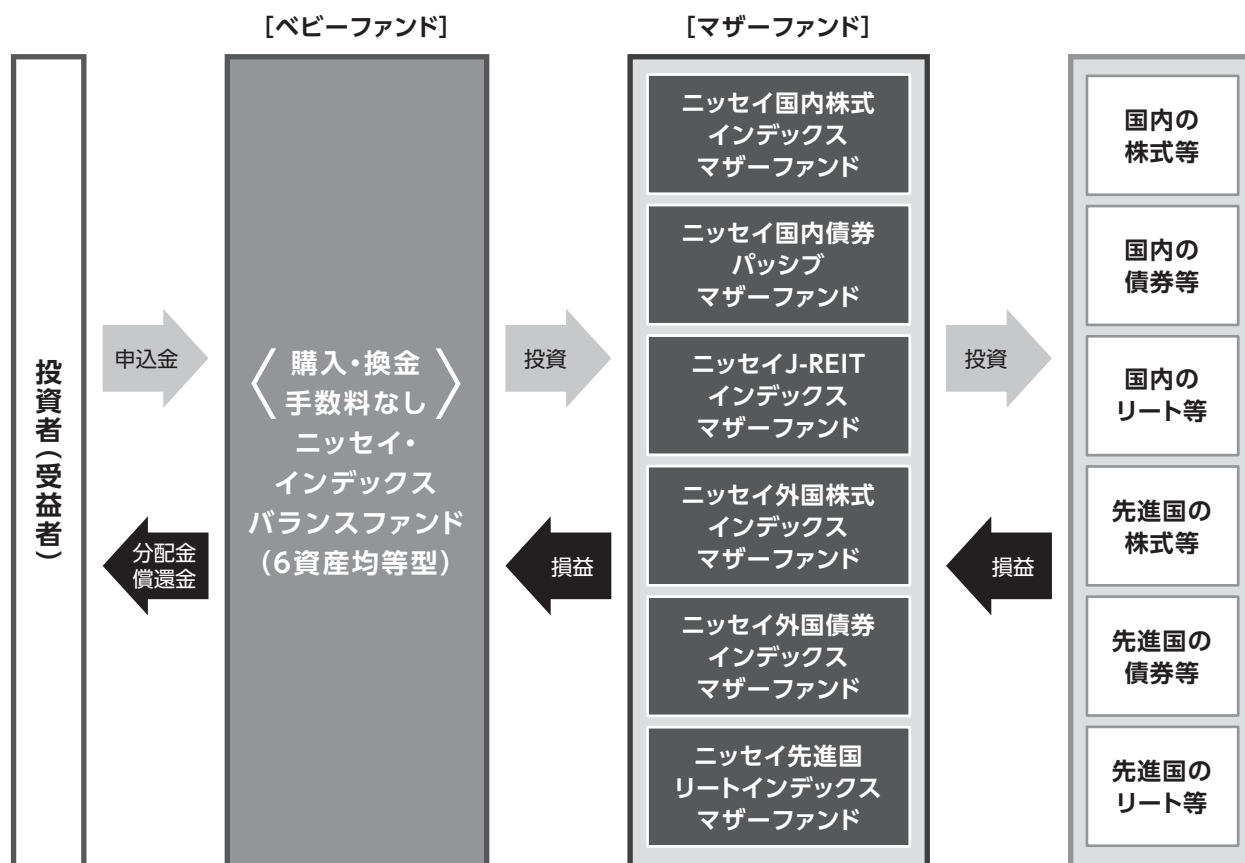 ［ベビーファンド］
［マザーファンド］
投資者（受益者）
申込金
分配金
償還金
〈購入・換金
手数料なし〉
ニッセイ・
インデックス
バランスファンド
（6資産均等型）
投資
損益
ニッセイ国内株式
インデックス
マザーファンド
ニッセイ国内債券
パッシブ
マザーファンド
ニッセイJ-REIT
インデックス
マザーファンド
ニッセイ外国株式
インデックス
マザーファンド
ニッセイ外国債券
インデックス
マザーファンド
ニッセイ先進国
リートインデックス
マザーファンド
投資
損益
国内の
株式等
国内の
債券等
国内の
リート等
先進国の
株式等
先進国の
債券等
先進国の
リート等